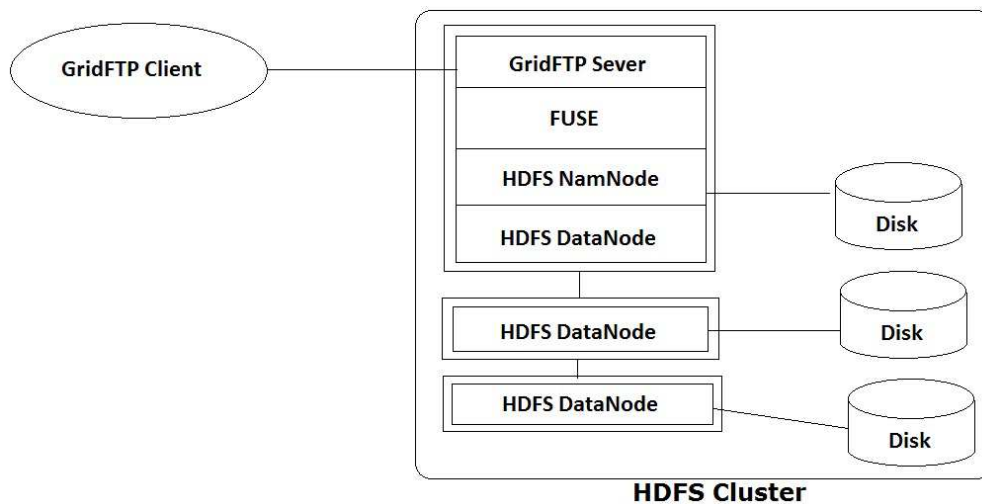 GridFTP Client
GridFTP Sever
FUSE
HDFS NamNode
HDFS DataNode
Disk
HDFS DataNode
Disk
HDFS DataNode
Disk
HDFS Cluster